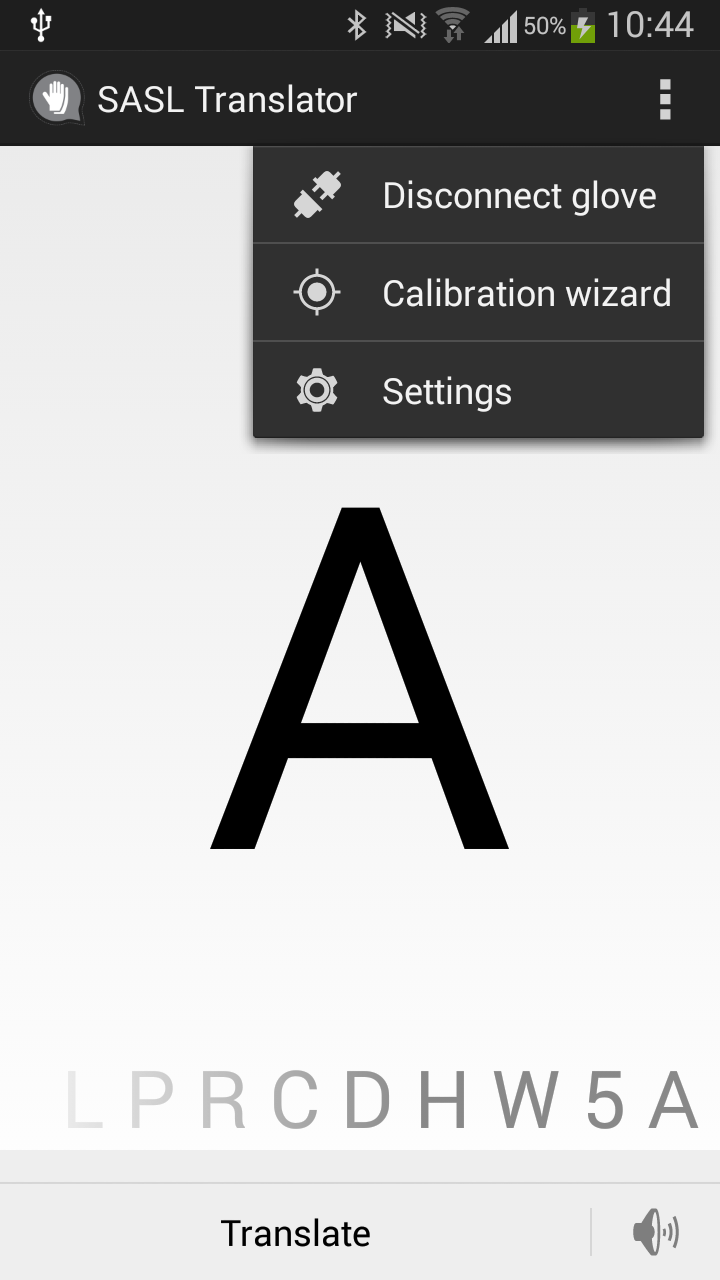 50% 10:44
SASL Translator
Disconnect glove
Calibration wizard
Settings
A
L P R C D H W 5 A
Translate